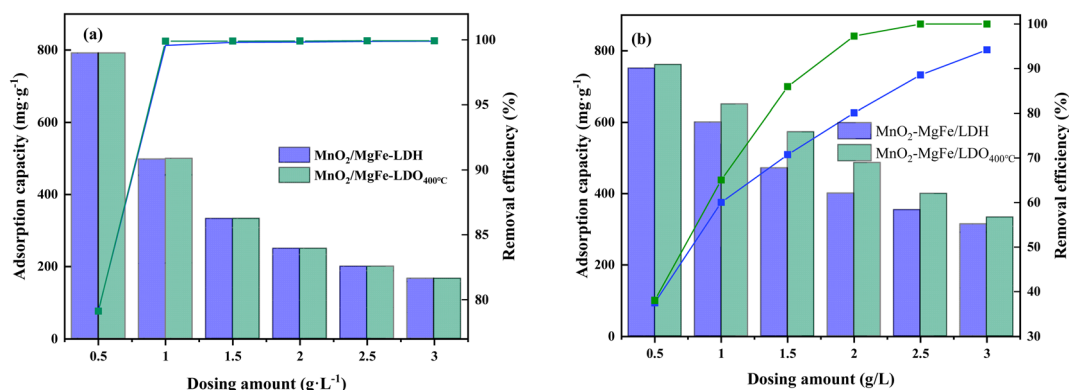 (a)
Adsorption capacity (mg·g⁻¹)
800
600
400
200
0
MnO₂/MgFe-LDH
MnO₂/MgFe-LDO₄₀₀℃
100
95
90
85
80
Removal efficiency (%)
0.5 1 1.5 2 2.5 3
Dosing amount (g·L⁻¹)
(b)
Adsorption capacity (mg·g⁻¹)
800
600
400
200
0
MnO₂-MgFe/LDH
MnO₂-MgFe/LDO₄₀₀℃
100
90
80
70
60
50
40
30
Removal efficiency (%)
0.5 1 1.5 2 2.5 3
Dosing amount (g/L)